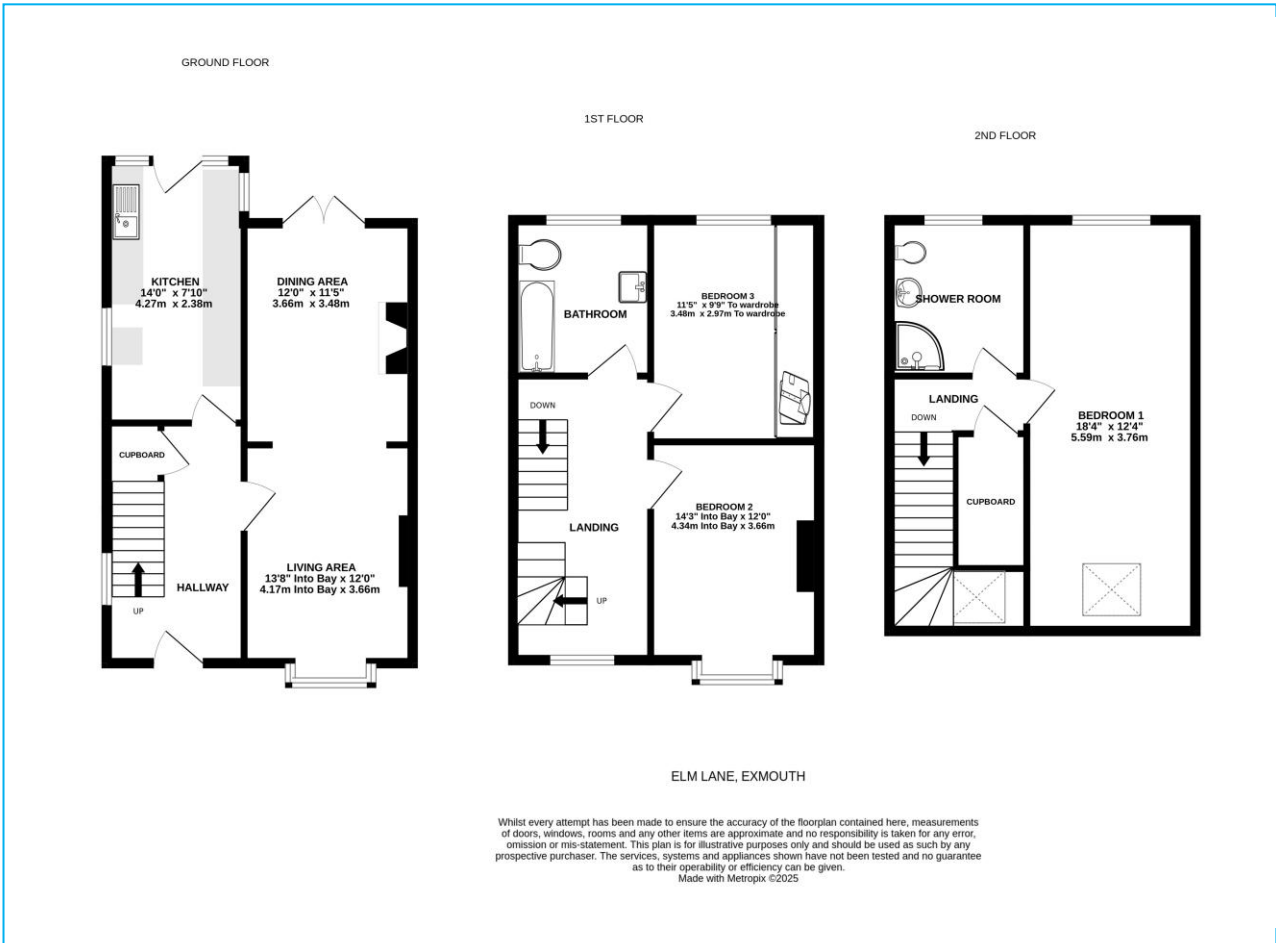 GROUND FLOOR
KITCHEN
14'0" x 7'10"
4.27m x 2.38m
DINING AREA
12'0" x 11'5"
3.66m x 3.48m
CUPBOARD
HALLWAY
UP
LIVING AREA
13'8" Into Bay x 12'0"
4.17m Into Bay x 3.66m
1ST FLOOR
BATHROOM
BEDROOM 3
11'5" x 9'9" To wardrobe
3.48m x 2.97m To wardrobe
DOWN
LANDING
UP
BEDROOM 2
14'3" Into Bay x 12'0"
4.34m Into Bay x 3.66m
2ND FLOOR
SHOWER ROOM
LANDING
DOWN
BEDROOM 1
18'4" x 12'4"
5.59m x 3.76m
CUPBOARD
ELM LANE, EXMOUTH
Whilst every attempt has been made to ensure the accuracy of the floorplan contained here, measurements
of doors, windows, rooms and any other items are approximate and no responsibility is taken for any error,
omission or mis-statement. This plan is for illustrative purposes only and should be used as such by any
prospective purchaser. The services, systems and appliances shown have not been tested and no guarantee
as to their operability or efficiency can be given.
Made with Metropix ©2025